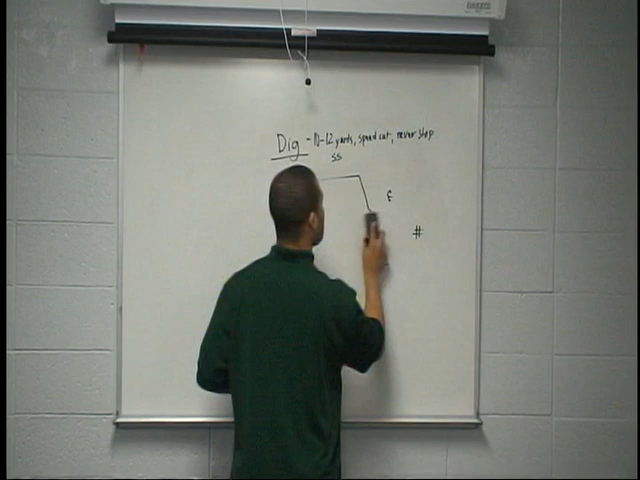 Dig - 10-12 yards, speed cut, never stop
SS
C
#